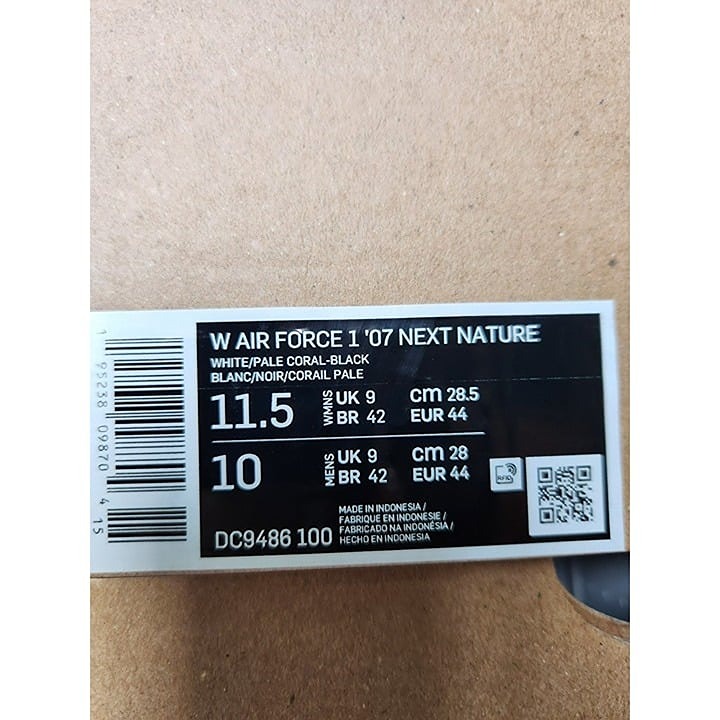 W AIR FORCE 1 '07 NEXT NATURE
WHITE/PALE CORAL-BLACK
BLANC/NOIR/CORAIL PALE
11.5 WMNS UK 9 CM 28.5
BR 42 EUR 44
10 MENS UK 9 CM 28
BR 42 EUR 44
RFID
DC9486 100
MADE IN INDONESIA /
FABRIQUE EN INDONESIE /
FABRICADO NA INDONÉSIA /
HECHO EN INDONESIA
1 95238 09870 4 15